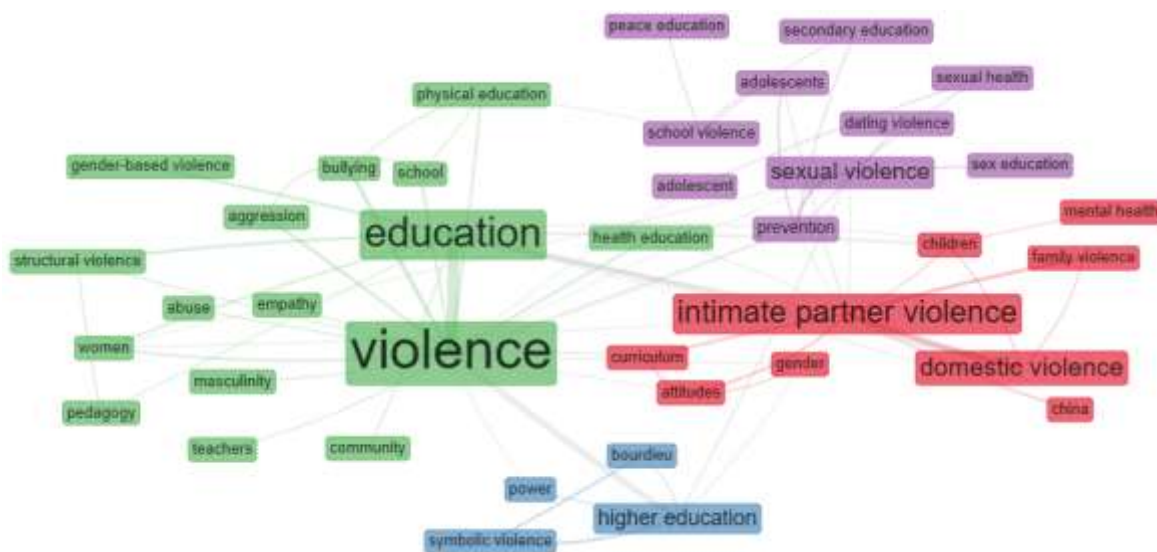 peace education
secondary education
sexual health
adolescents
physical education
dating violence
school violence
gender-based violence
bullying
school
sexual violence
sex education
adolescent
aggression
mental health
education
health education
prevention
children
structural violence
family violence
abuse
empathy
intimate partner violence
women
violence
curriculum
gender
domestic violence
masculinity
attitudes
pedagogy
china
teachers
community
bourdieu
power
higher education
symbolic violence